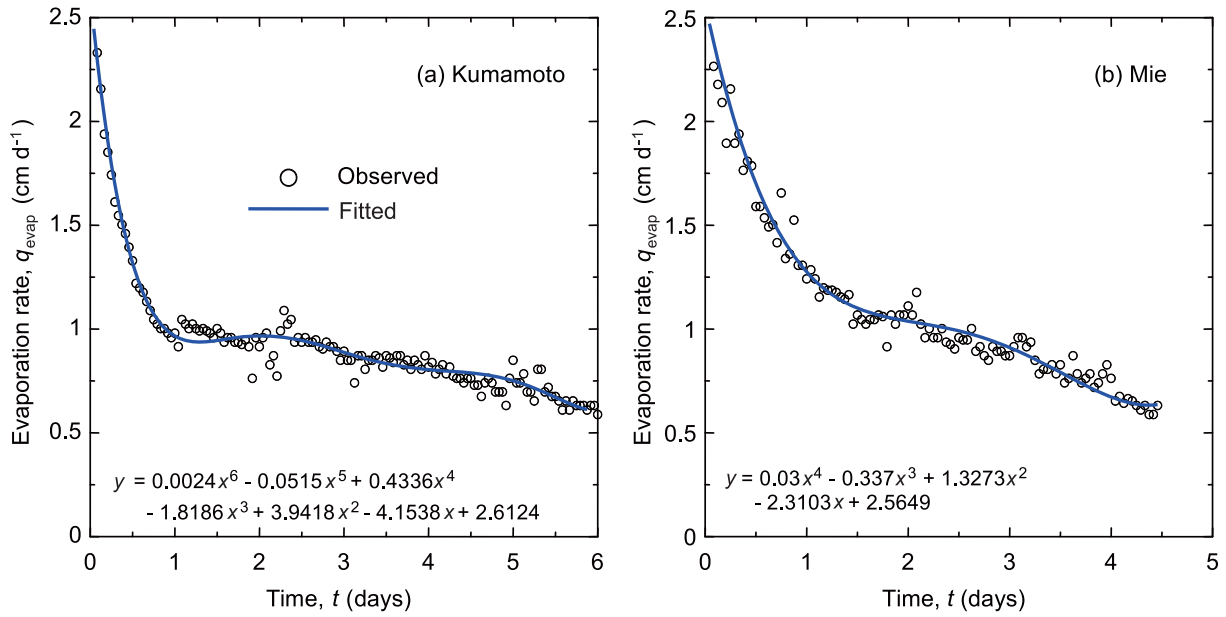 (a) Kumamoto
Evaporation rate, q_evap (cm d⁻¹)
2.5
2
1.5
1
0.5
0
Observed
Fitted
y = 0.0024x⁶ - 0.0515x⁵ + 0.4336x⁴
- 1.8186x³ + 3.9418x² - 4.1538x + 2.6124
0 1 2 3 4 5 6
Time, t (days)
(b) Mie
Evaporation rate, q_evap (cm d⁻¹)
2.5
2
1.5
1
0.5
0
y = 0.03x⁴ - 0.337x³ + 1.3273x²
- 2.3103x + 2.5649
0 1 2 3 4 5
Time, t (days)